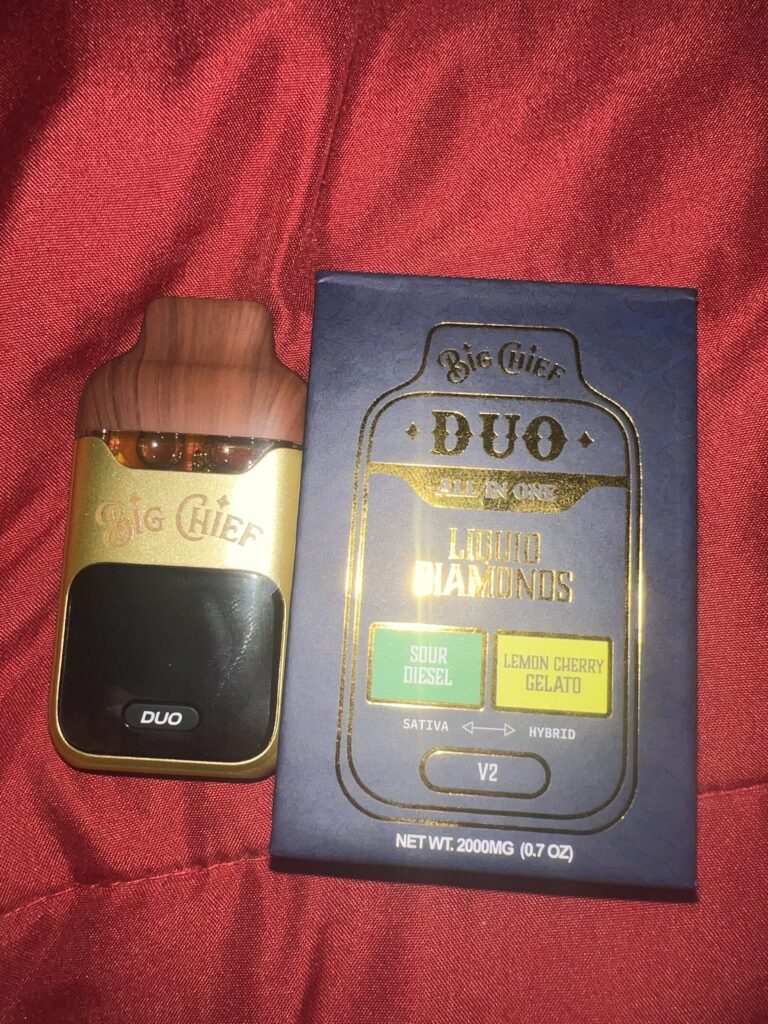 BIG CHIEF
DUO
BIG CHIEF
DUO
ALL IN ONE
LIQUID
DIAMONDS
SOUR
DIESEL
LEMON CHERRY
GELATO
SATIVA
HYBRID
V2
NET WT. 2000MG (0.7 OZ)